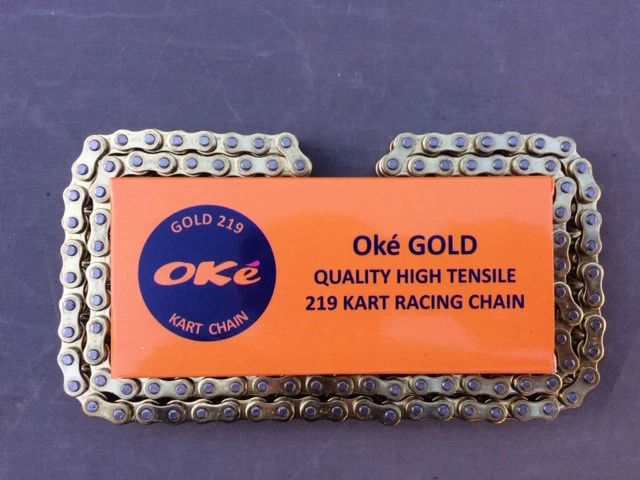 GOLD 219
OKé
KART CHAIN
Oké GOLD
QUALITY HIGH TENSILE
219 KART RACING CHAIN